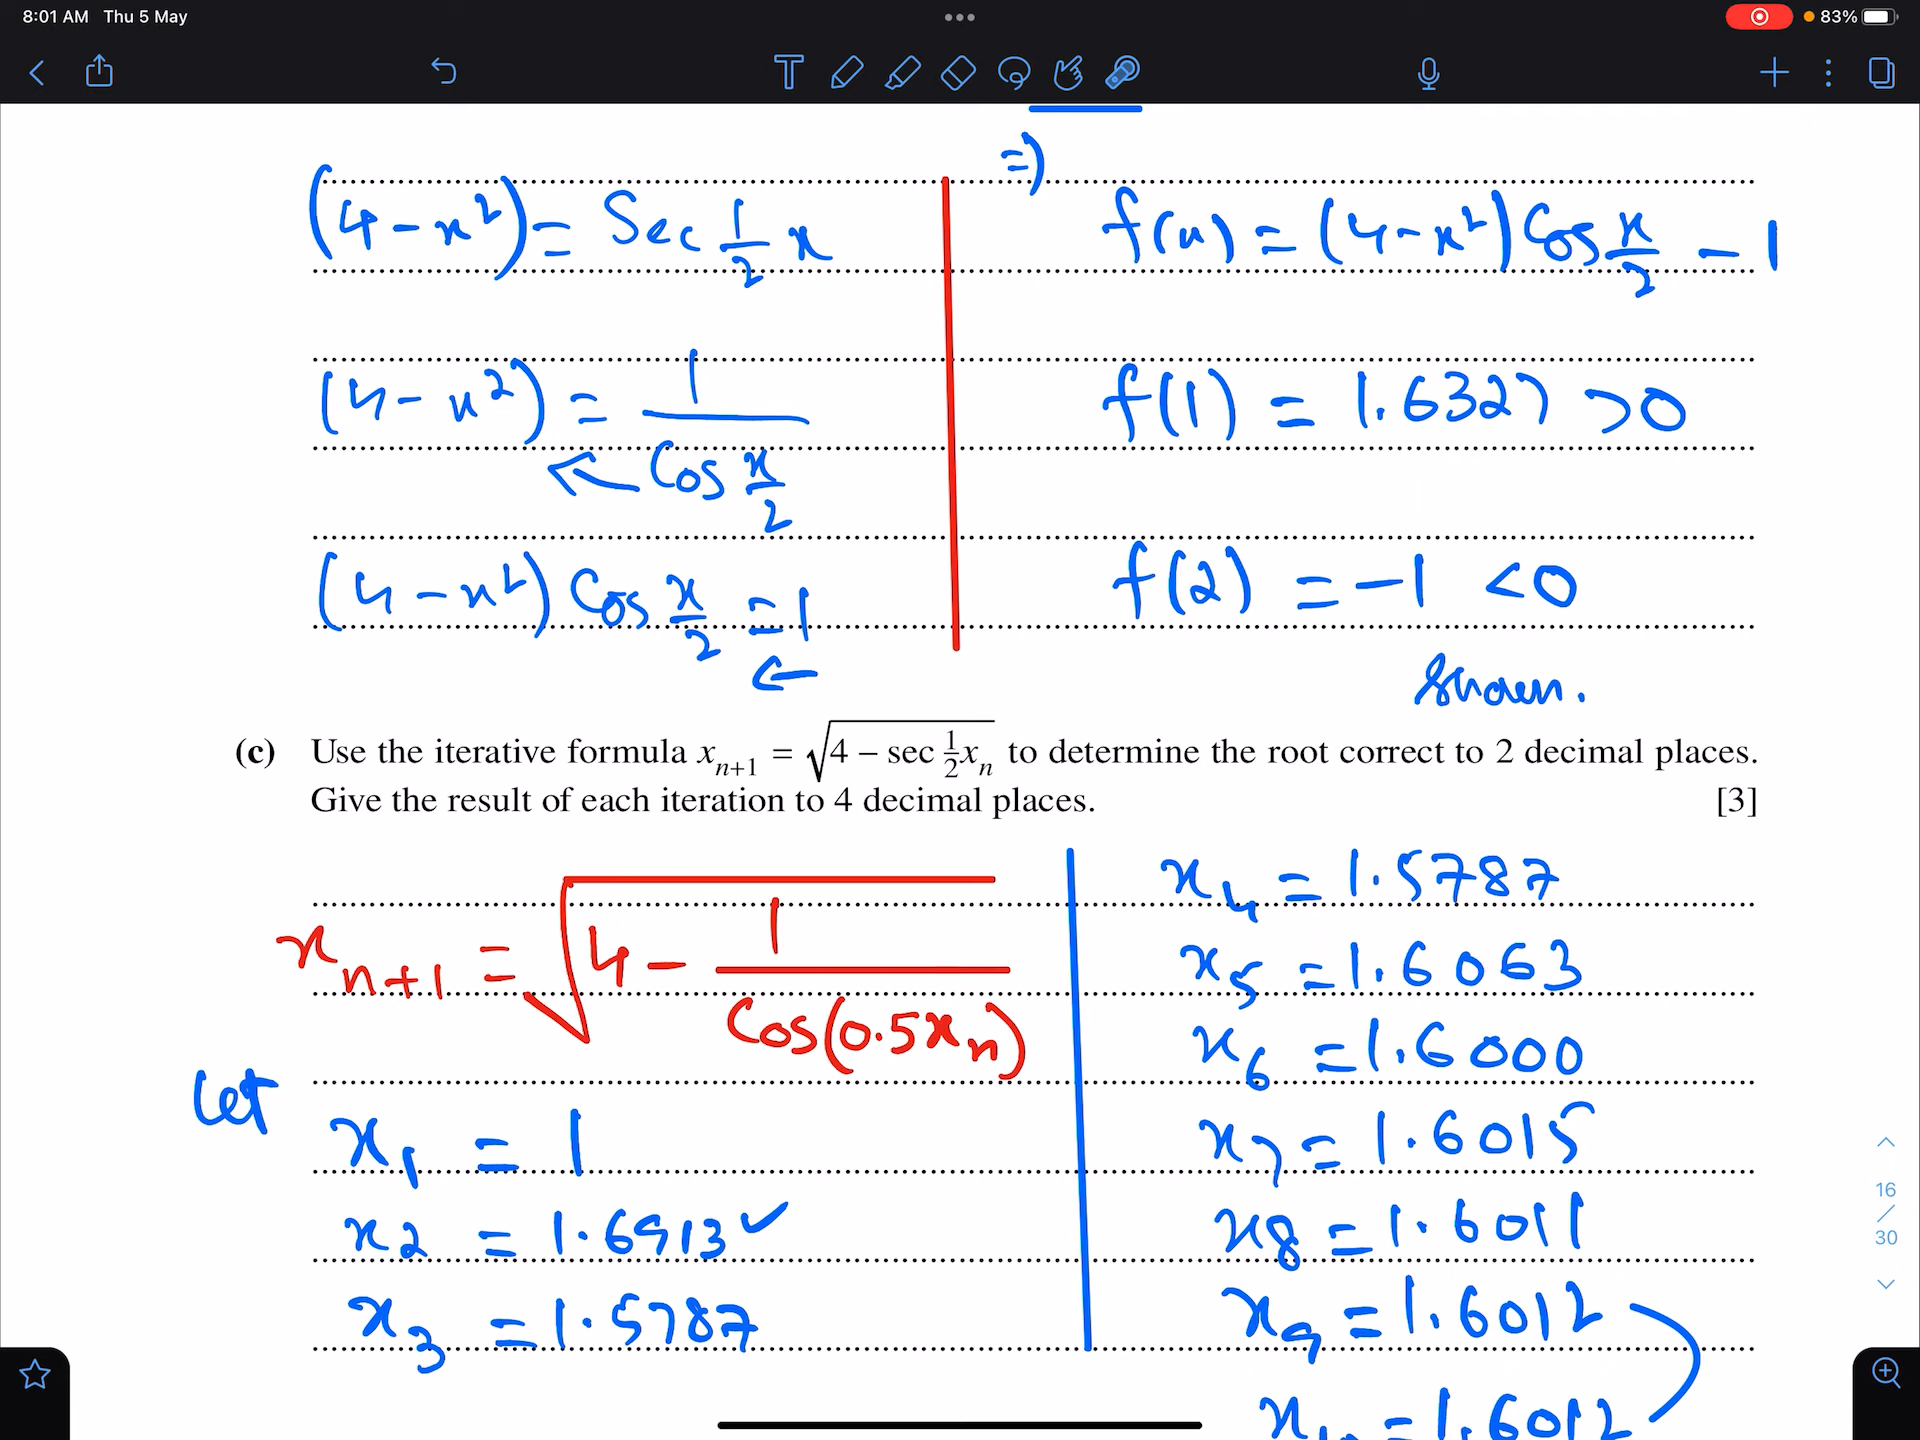 8:01 AM Thu 5 May
83%
=)
(4-x²) = Sec 1/2 x
(4-x²) = 1/Cos x/2
(4-x²) Cos x/2 = 1
f(x) = (4-x²) Cos x/2 - 1
f(1) = 1.6327 >0
f(2) = -1 <0
Shown.
(c) Use the iterative formula xₙ₊₁ = √(4 − sec ½xₙ) to determine the root correct to 2 decimal places.
Give the result of each iteration to 4 decimal places. [3]
xₙ₊₁ = √(4 - 1/Cos(0.5xₙ))
Let
x₁ = 1
x2 = 1.6913 ✓
x₃ = 1.5787
x₄ = 1.5787
x₅ = 1.6063
x₆ = 1.6000
x₇ = 1.6015
x8 = 1.6011
x₉ = 1.6012
x₁₀ = 1.6012
16
/
30